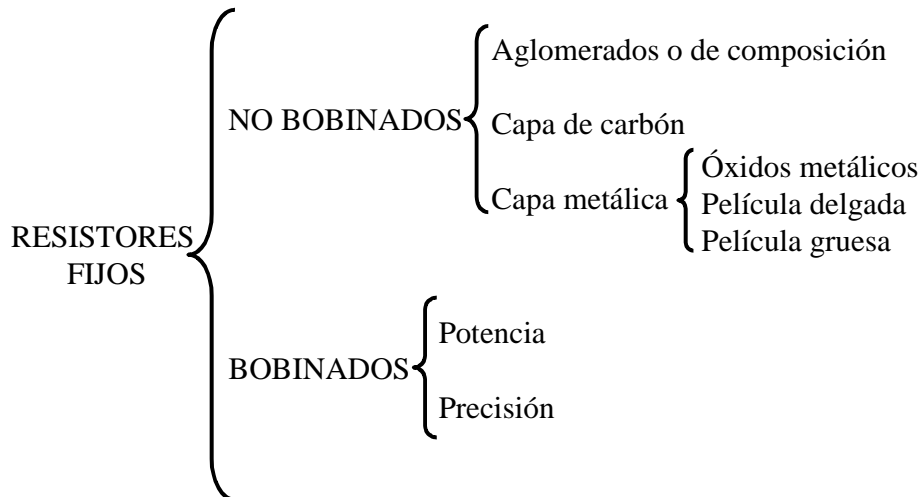 RESISTORES
FIJOS
NO BOBINADOS
Aglomerados o de composición
Capa de carbón
Capa metálica
Óxidos metálicos
Película delgada
Película gruesa
BOBINADOS
Potencia
Precisión